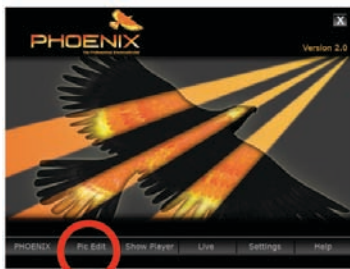 X
PHOENIX
Version 2.0
PHOENIX Pic Edit Show Player Live Settings Help